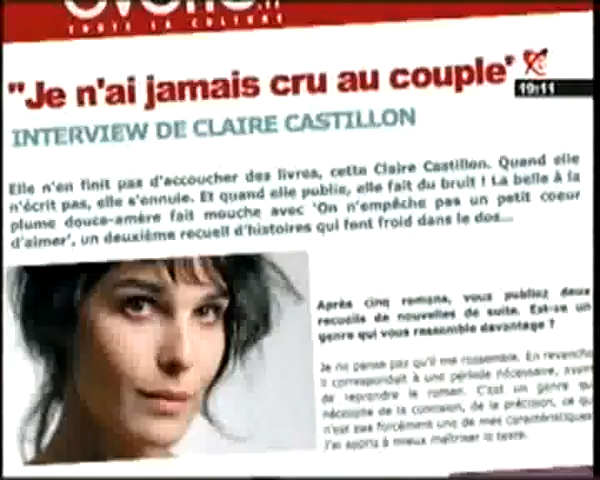 TOUTE LA CULTURE
"Je n'ai jamais cru au couple"
19:11
INTERVIEW DE CLAIRE CASTILLON
Elle n'en finit pas d'accoucher des livres, cette Claire Castillon. Quand elle
n'écrit pas, elle s'ennuie. Et quand elle publie, elle fait du bruit ! La belle à la
plume douce-amère fait mouche avec 'On n'empêche pas un petit coeur
d'aimer', un deuxième recueil d'histoires qui font froid dans le dos...
Après cinq romans, vous publiez deux
recueils de nouvelles de suite. Est-ce un
genre qui vous ressemble davantage ?
Je ne pense pas qu'il me ressemble. En revanche
il correspondait à une période nécessaire, avant
de reprendre le roman. C'est un genre qui
nécessite de la concision, de la précision, ce qui
n'est pas forcément une de mes caractéristiques
J'ai appris à mieux maîtriser le texte.